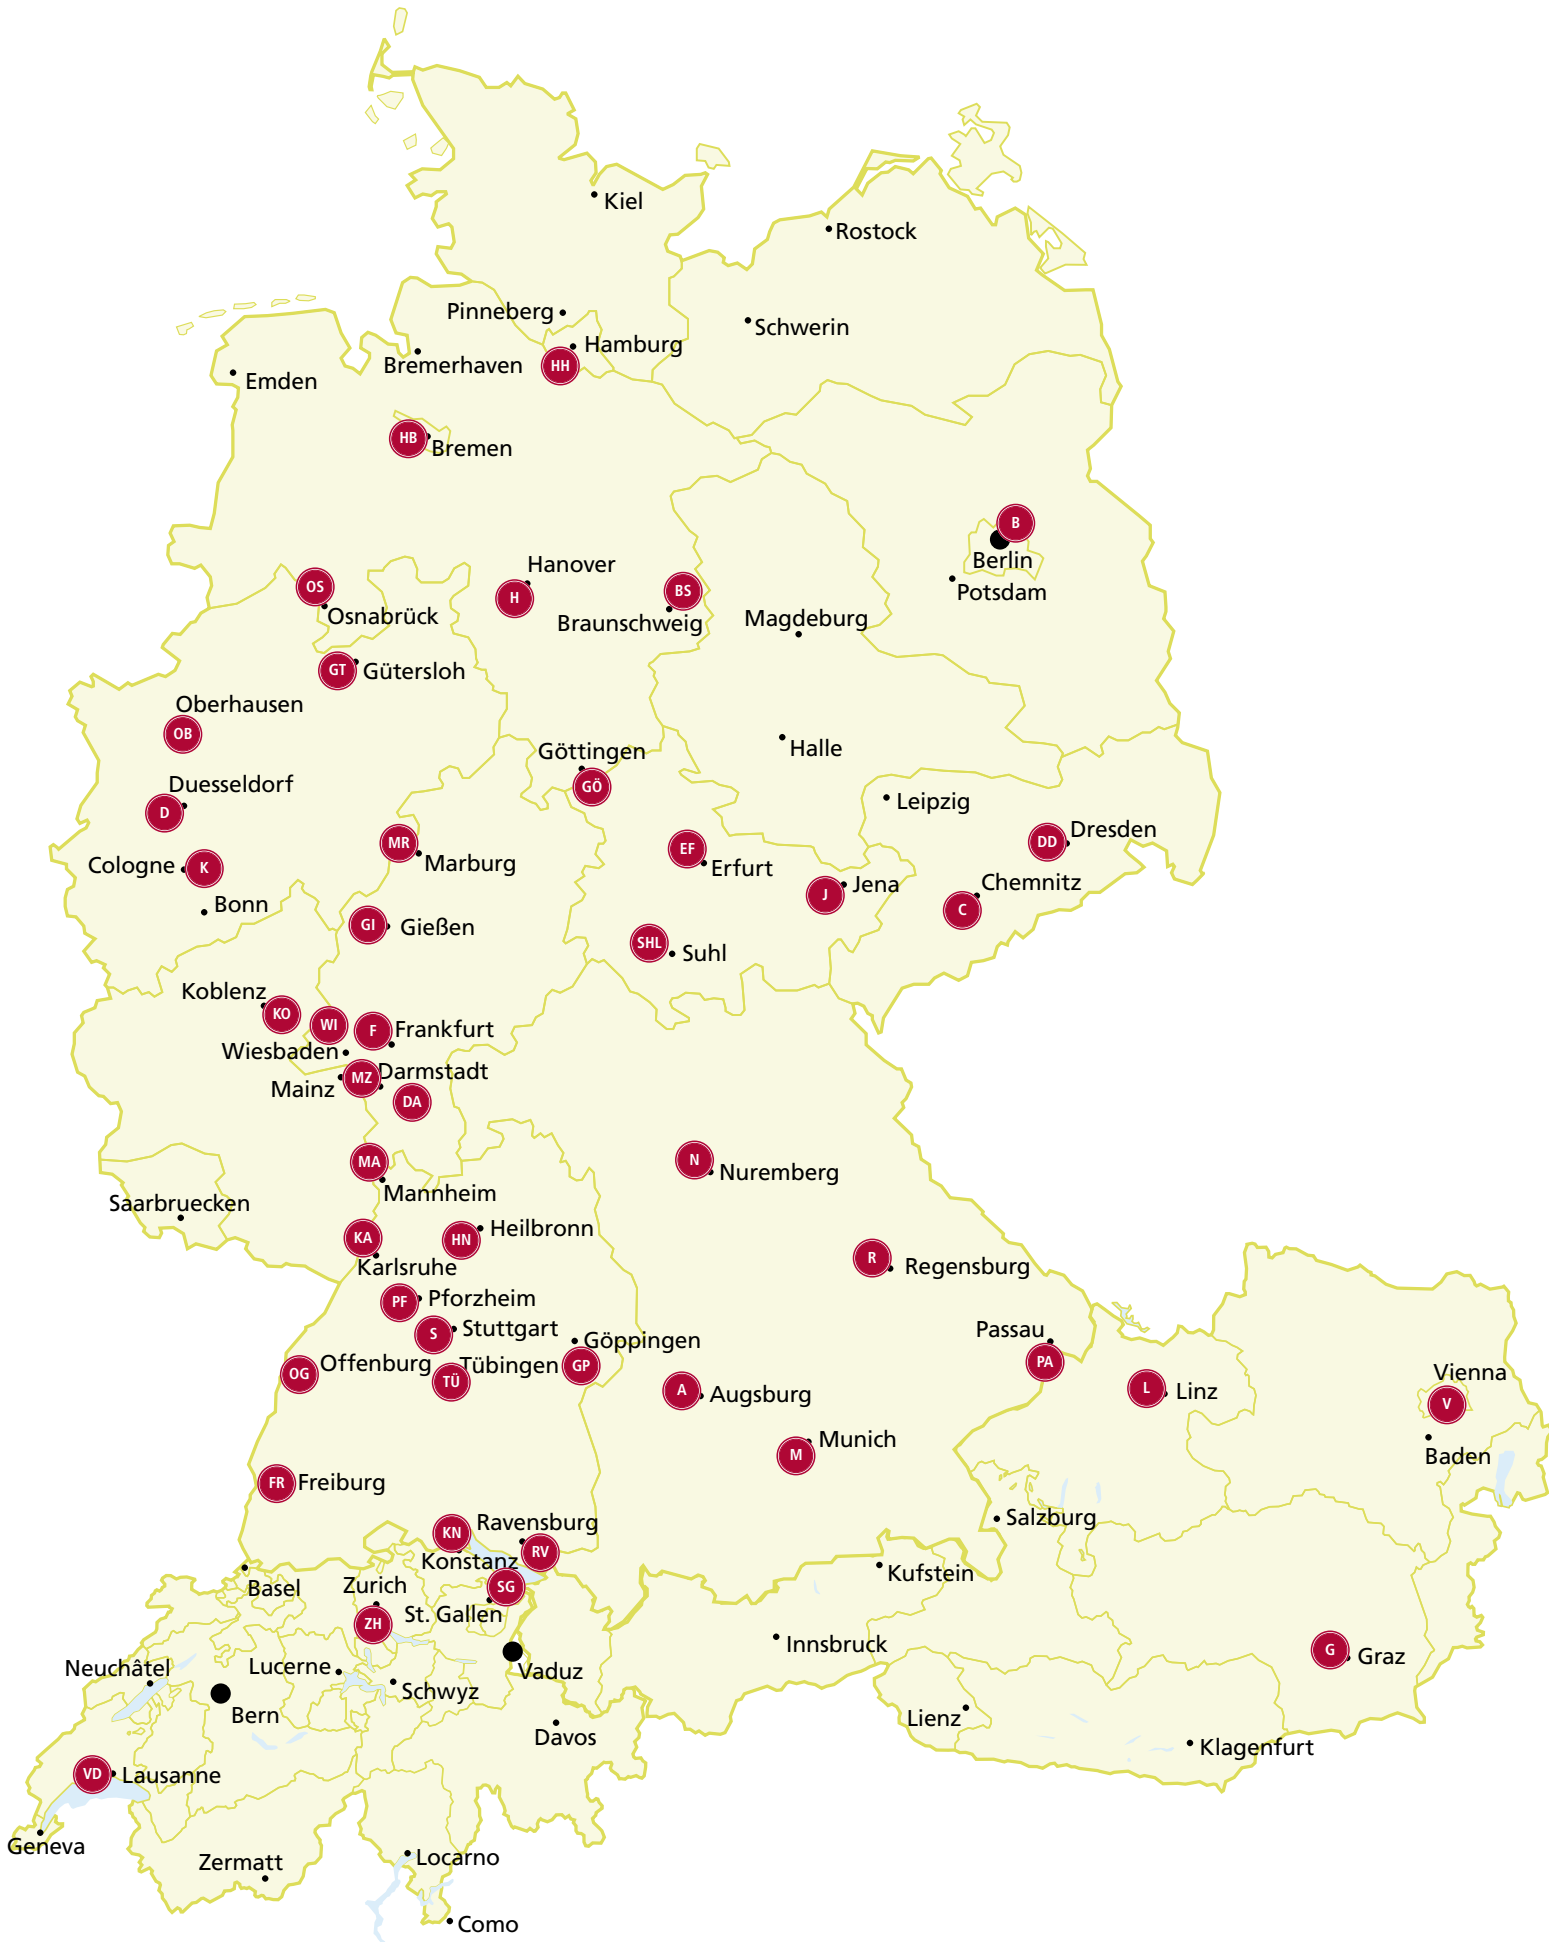 Kiel
Rostock
Pinneberg
Schwerin
Hamburg
Bremerhaven
HH
Emden
HB
Bremen
B
Berlin
Hanover
OS
H
BS
Potsdam
Osnabrück
Braunschweig
Magdeburg
GT
Gütersloh
Oberhausen
OB
Göttingen
Halle
Duesseldorf
GÖ
D
Leipzig
MR
EF
DD
Dresden
Cologne
K
Marburg
Erfurt
J
Jena
Chemnitz
C
Bonn
GI
Gießen
SHL
Suhl
Koblenz
KO
WI
F
Frankfurt
Wiesbaden
Mainz
MZ
Darmstadt
DA
MA
N
Nuremberg
Mannheim
Saarbruecken
KA
HN
Heilbronn
R
Regensburg
Karlsruhe
PF
Pforzheim
S
Stuttgart
Göppingen
Passau
PA
OG
Offenburg
TÜ
Tübingen
GP
A
Augsburg
L
Linz
Vienna
V
Munich
M
Baden
FR
Freiburg
KN
Ravensburg
RV
Salzburg
Konstanz
Kufstein
Basel
Zurich
SG
St. Gallen
ZH
Innsbruck
G
Graz
Neuchâtel
Lucerne
Vaduz
Schwyz
Bern
Davos
Lienz
Klagenfurt
VD
Lausanne
Geneva
Zermatt
Locarno
Como